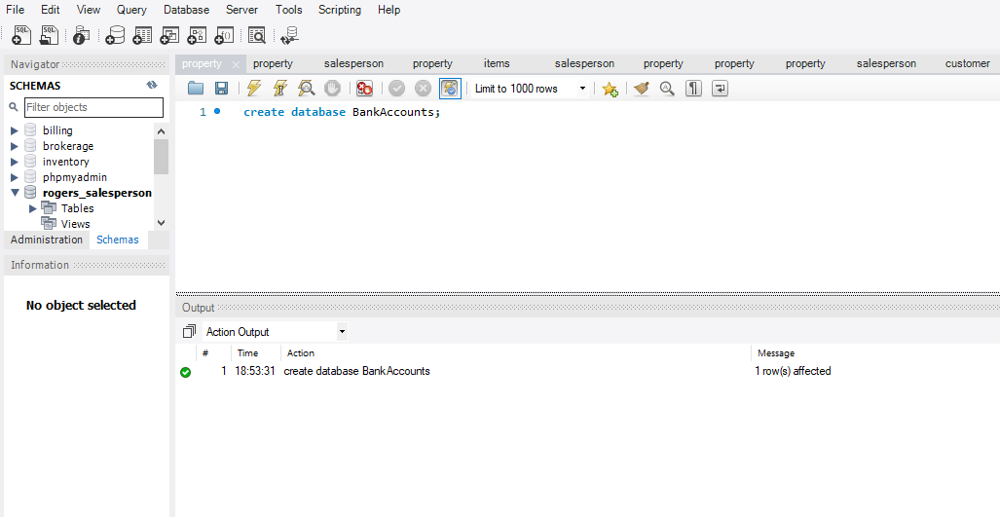 File Edit View Query Database Server Tools Scripting Help
Navigator
SCHEMAS
Filter objects
billing
brokerage
inventory
phpmyadmin
rogers_salesperson
Tables
Views
Administration Schemas
Information
No object selected
property property salesperson property items salesperson property property property salesperson customer
Limit to 1000 rows
1 create database BankAccounts;
Output
Action Output
# Time Action Message
1 18:53:31 create database BankAccounts 1 row(s) affected